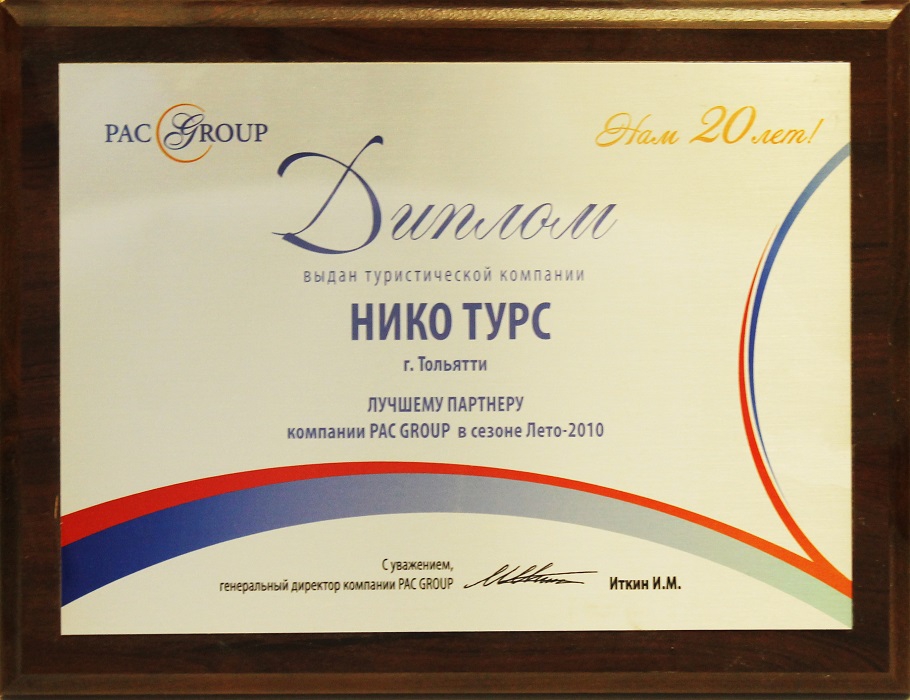 PAC GROUP
Нам 20 лет!
Диплом
выдан туристической компании
НИКО ТУРС
г. Тольятти
ЛУЧШЕМУ ПАРТНЕРУ
компании PAC GROUP в сезоне Лето-2010
С уважением,
генеральный директор компании PAC GROUP Иткин И.М.